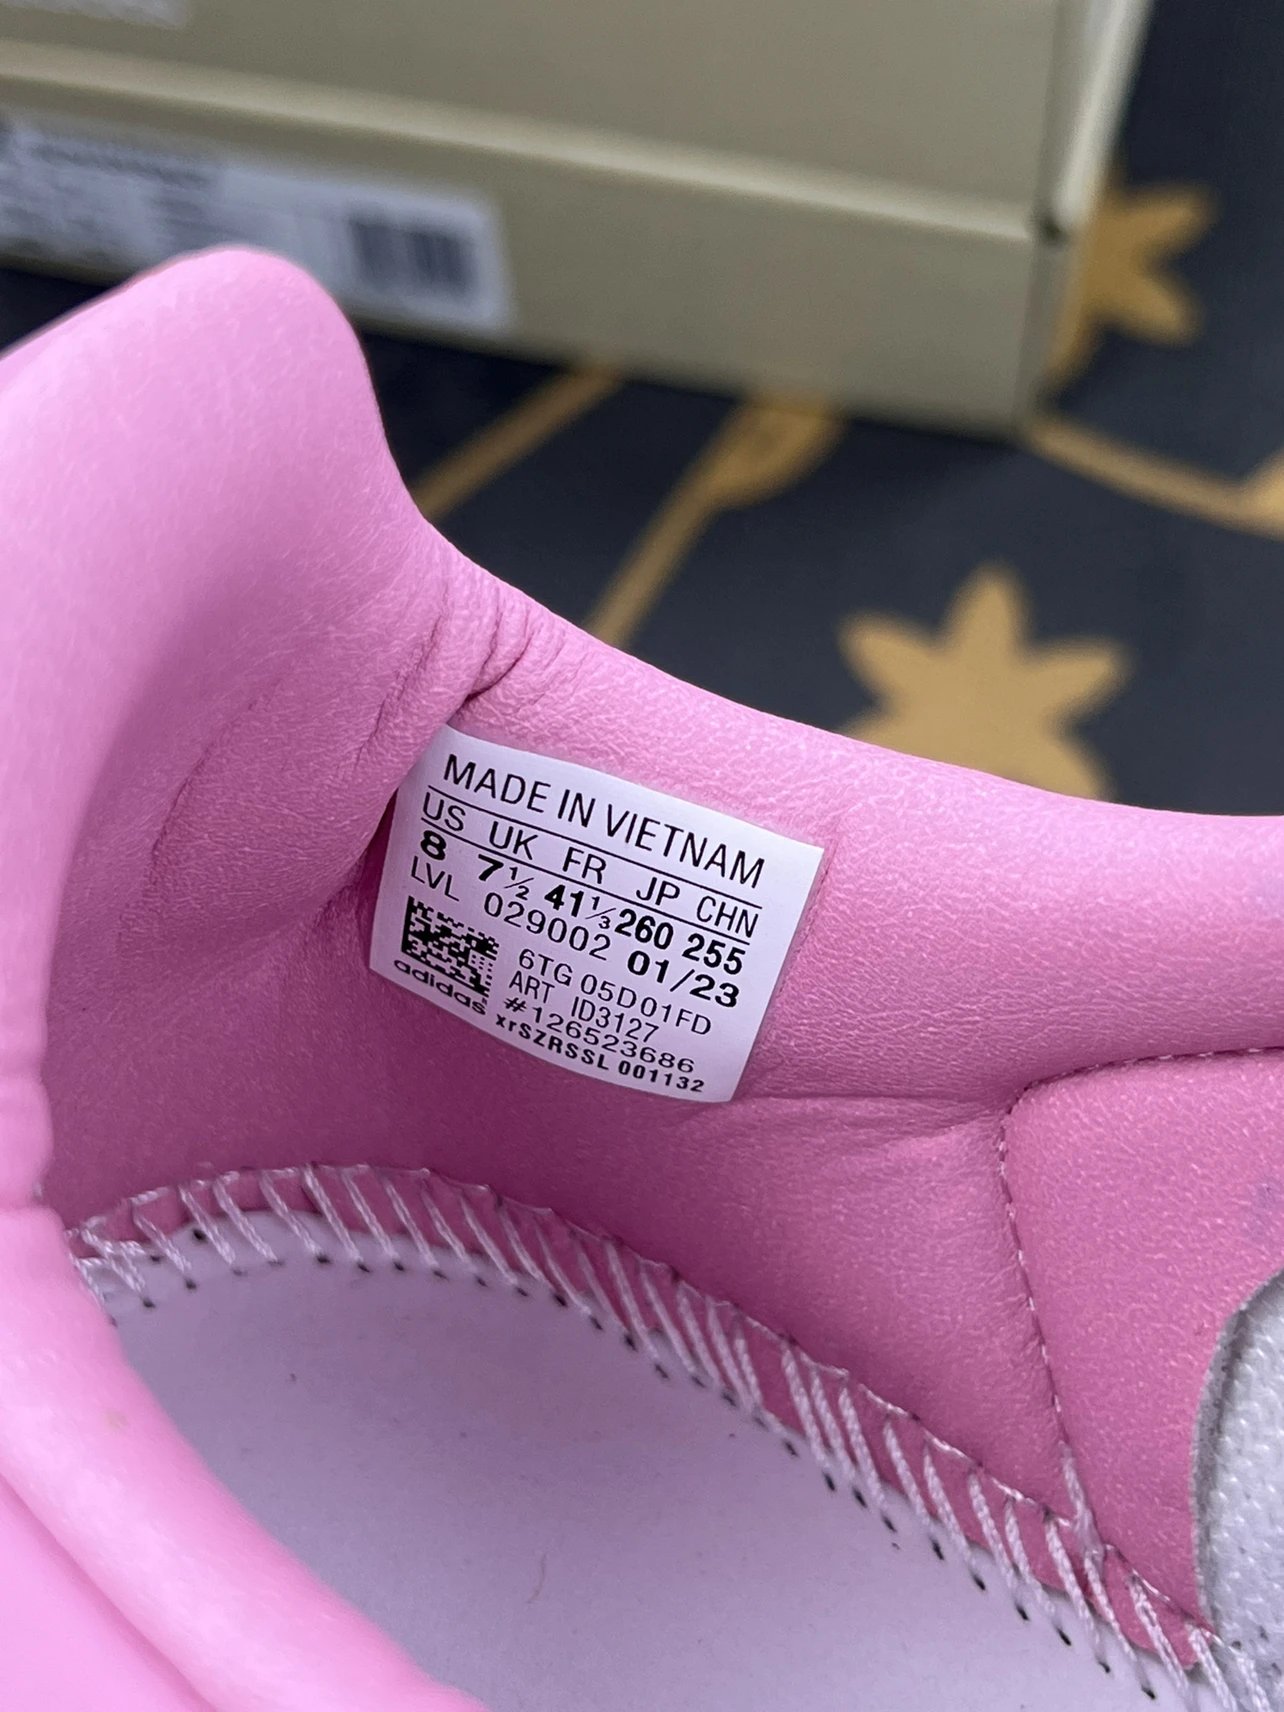 MADE IN VIETNAM
US UK FR JP CHN
8 7½ 41⅓ 260 255
LVL 029002 01/23
6TG 05D01FD
ART ID3127
#126523686
adidas xrSZRSSL 001132